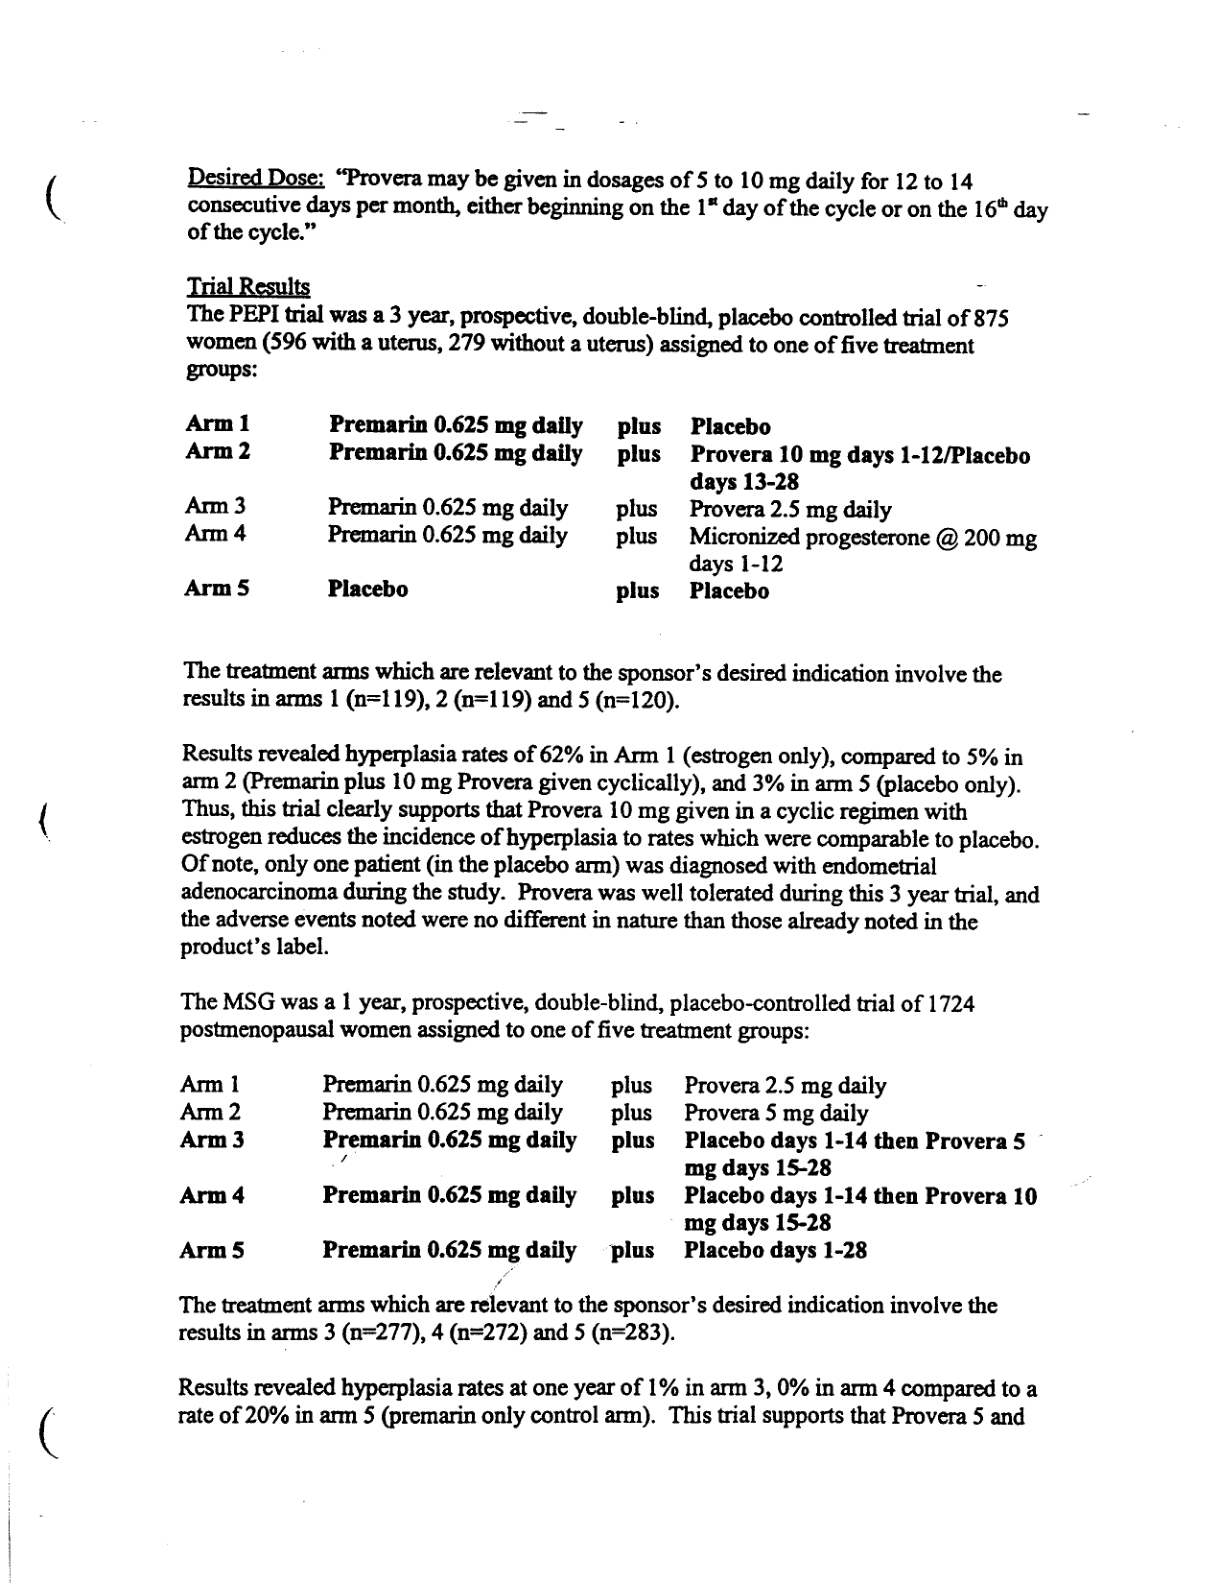 Desired Dose: “Provera may be given in dosages of 5 to 10 mg daily for 12 to 14
consecutive days per month, either beginning on the 1st day of the cycle or on the 16th day
of the cycle.”
Trial Results
The PEPI trial was a 3 year, prospective, double-blind, placebo controlled trial of 875
women (596 with a uterus, 279 without a uterus) assigned to one of five treatment
groups:
Arm 1 Premarin 0.625 mg daily plus Placebo
Arm 2 Premarin 0.625 mg daily plus Provera 10 mg days 1-12/Placebo
days 13-28
Arm 3 Premarin 0.625 mg daily plus Provera 2.5 mg daily
Arm 4 Premarin 0.625 mg daily plus Micronized progesterone @ 200 mg
days 1-12
Arm 5 Placebo plus Placebo
The treatment arms which are relevant to the sponsor’s desired indication involve the
results in arms 1 (n=119), 2 (n=119) and 5 (n=120).
Results revealed hyperplasia rates of 62% in Arm 1 (estrogen only), compared to 5% in
arm 2 (Premarin plus 10 mg Provera given cyclically), and 3% in arm 5 (placebo only).
Thus, this trial clearly supports that Provera 10 mg given in a cyclic regimen with
estrogen reduces the incidence of hyperplasia to rates which were comparable to placebo.
Of note, only one patient (in the placebo arm) was diagnosed with endometrial
adenocarcinoma during the study. Provera was well tolerated during this 3 year trial, and
the adverse events noted were no different in nature than those already noted in the
product’s label.
The MSG was a 1 year, prospective, double-blind, placebo-controlled trial of 1724
postmenopausal women assigned to one of five treatment groups:
Arm 1 Premarin 0.625 mg daily plus Provera 2.5 mg daily
Arm 2 Premarin 0.625 mg daily plus Provera 5 mg daily
Arm 3 Premarin 0.625 mg daily plus Placebo days 1-14 then Provera 5
mg days 15-28
Arm 4 Premarin 0.625 mg daily plus Placebo days 1-14 then Provera 10
mg days 15-28
Arm 5 Premarin 0.625 mg daily plus Placebo days 1-28
The treatment arms which are relevant to the sponsor’s desired indication involve the
results in arms 3 (n=277), 4 (n=272) and 5 (n=283).
Results revealed hyperplasia rates at one year of 1% in arm 3, 0% in arm 4 compared to a
rate of 20% in arm 5 (premarin only control arm). This trial supports that Provera 5 and